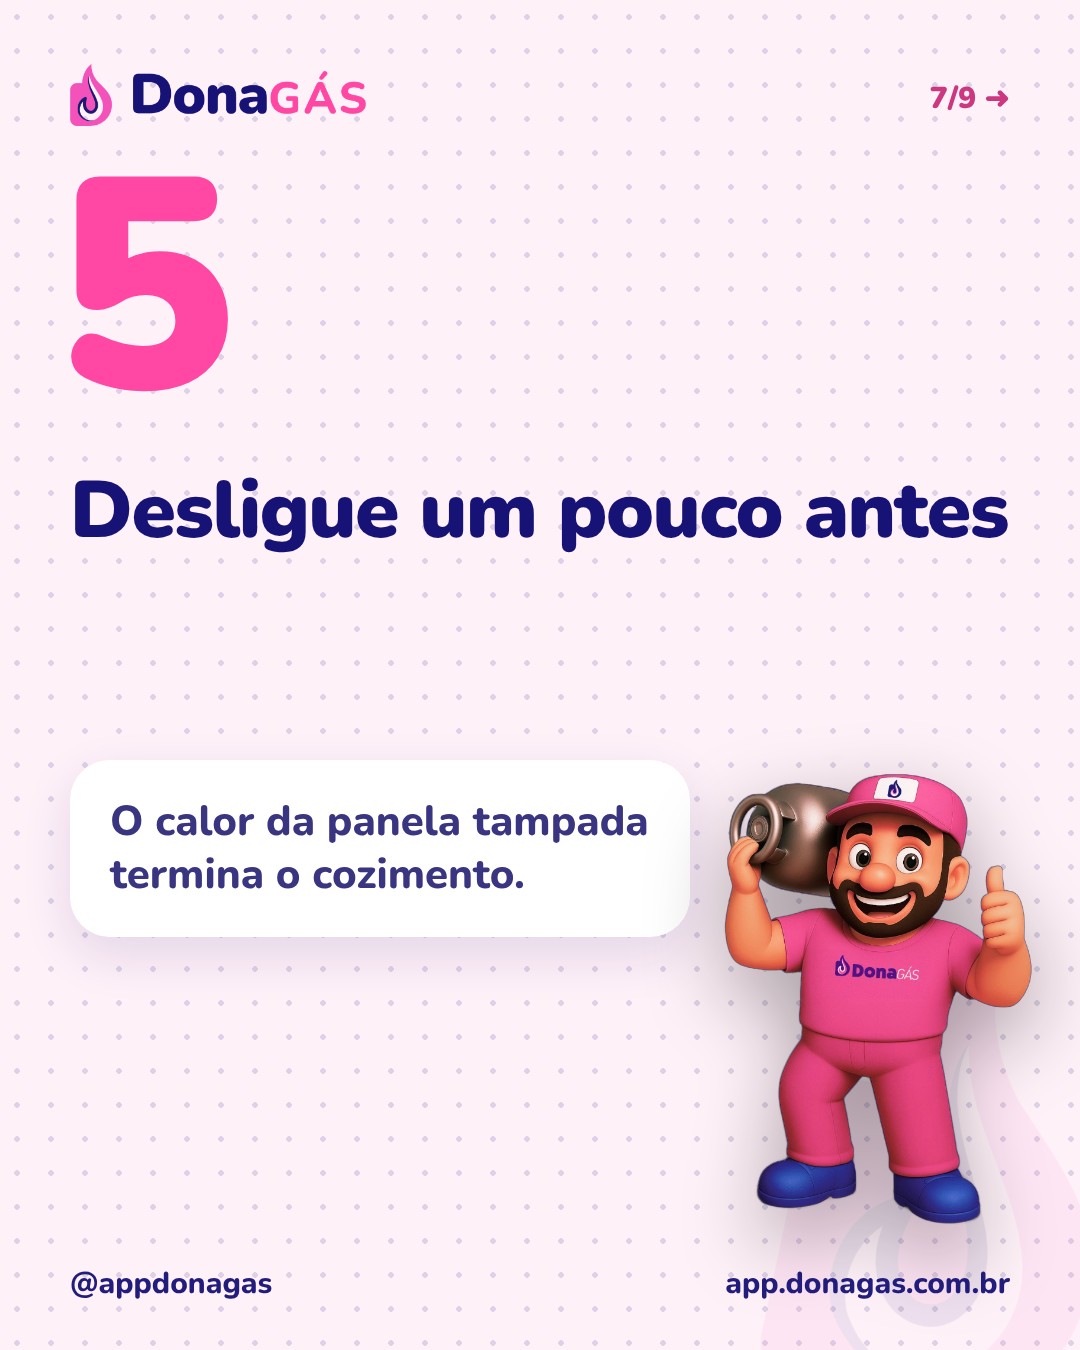 DonaGÁS
7/9 →
5
Desligue um pouco antes
O calor da panela tampada
termina o cozimento.
DonaGÁS
@appdonagas
app.donagas.com.br